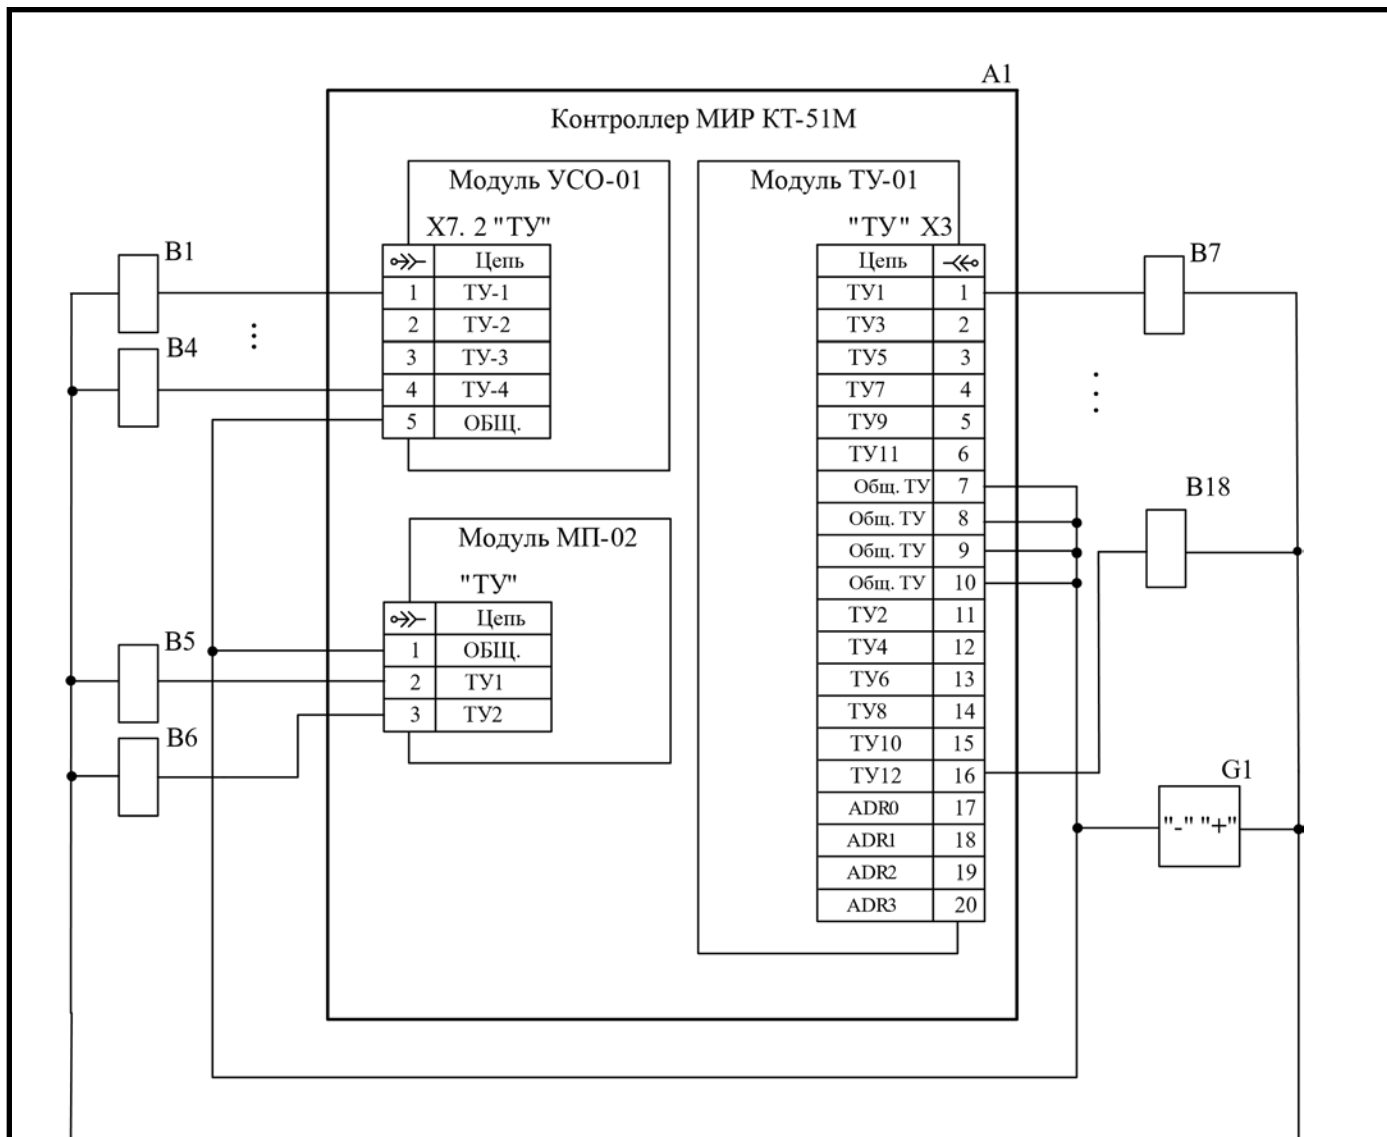 A1
Контроллер МИР КТ-51М
Модуль УСО-01
X7. 2 "ТУ"
Цепь
1 ТУ-1
2 ТУ-2
3 ТУ-3
4 ТУ-4
5 ОБЩ.
B1
B4
Модуль МП-02
"ТУ"
Цепь
1 ОБЩ.
2 ТУ1
3 ТУ2
B5
B6
Модуль ТУ-01
"ТУ" X3
Цепь
ТУ1 1
ТУ3 2
ТУ5 3
ТУ7 4
ТУ9 5
ТУ11 6
Общ. ТУ 7
Общ. ТУ 8
Общ. ТУ 9
Общ. ТУ 10
ТУ2 11
ТУ4 12
ТУ6 13
ТУ8 14
ТУ10 15
ТУ12 16
ADR0 17
ADR1 18
ADR2 19
ADR3 20
B7
B18
G1
"-" "+"